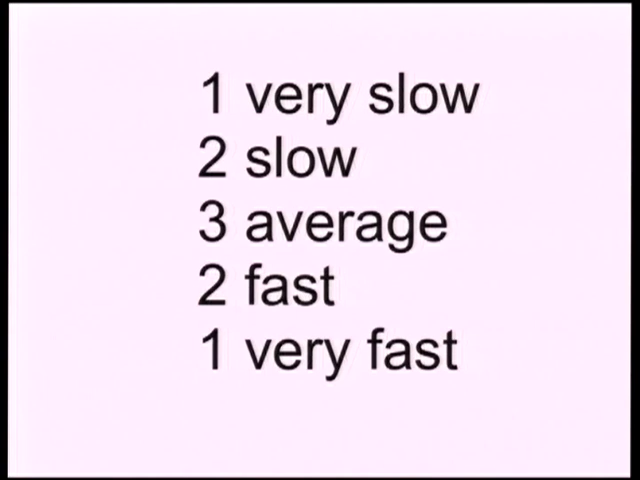 1 very slow
2 slow
3 average
2 fast
1 very fast